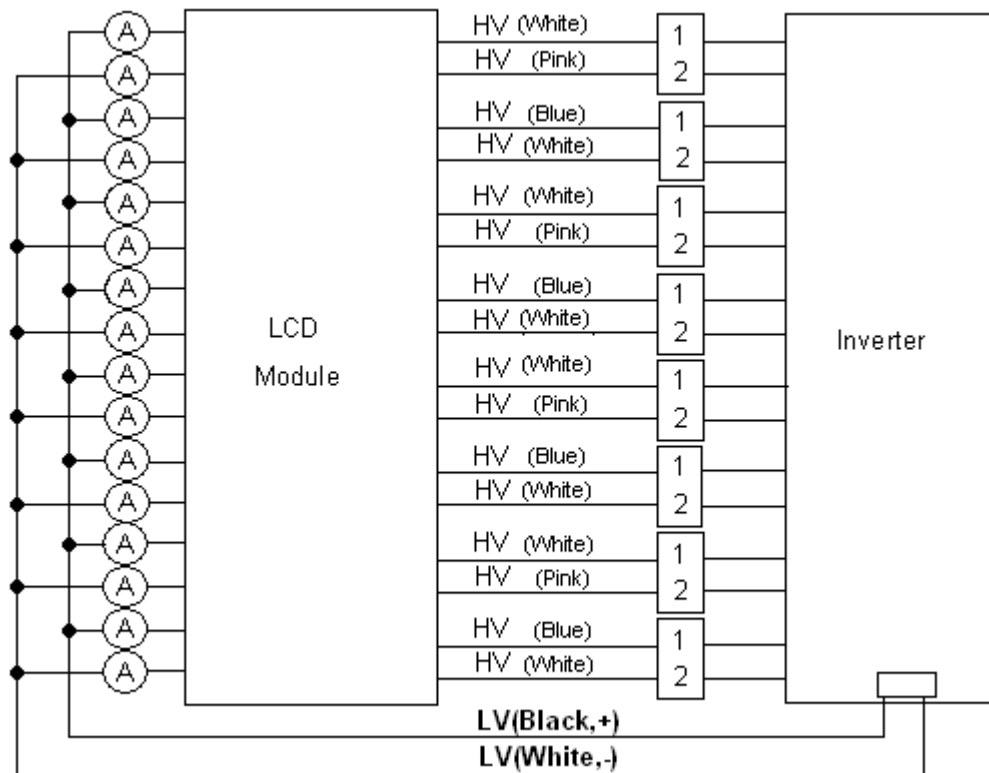 A HV (White) 1
A HV (Pink) 2
A HV (Blue) 1
A HV (White) 2
A HV (White) 1
A HV (Pink) 2
A HV (Blue) 1
A HV (White) 2
LCD Module
Inverter
A HV (White) 1
A HV (Pink) 2
A HV (Blue) 1
A HV (White) 2
A HV (White) 1
A HV (Pink) 2
A HV (Blue) 1
A HV (White) 2
LV(Black,+)
LV(White,-)